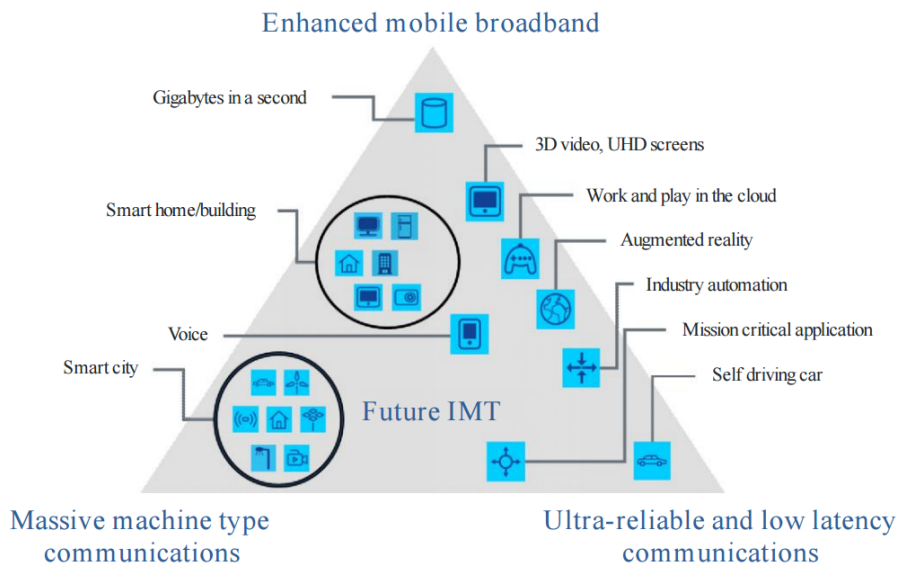 Enhanced mobile broadband
Gigabytes in a second
3D video, UHD screens
Work and play in the cloud
Smart home/building
Augmented reality
Industry automation
Voice
Mission critical application
Smart city
Self driving car
Future IMT
Massive machine type
communications
Ultra-reliable and low latency
communications